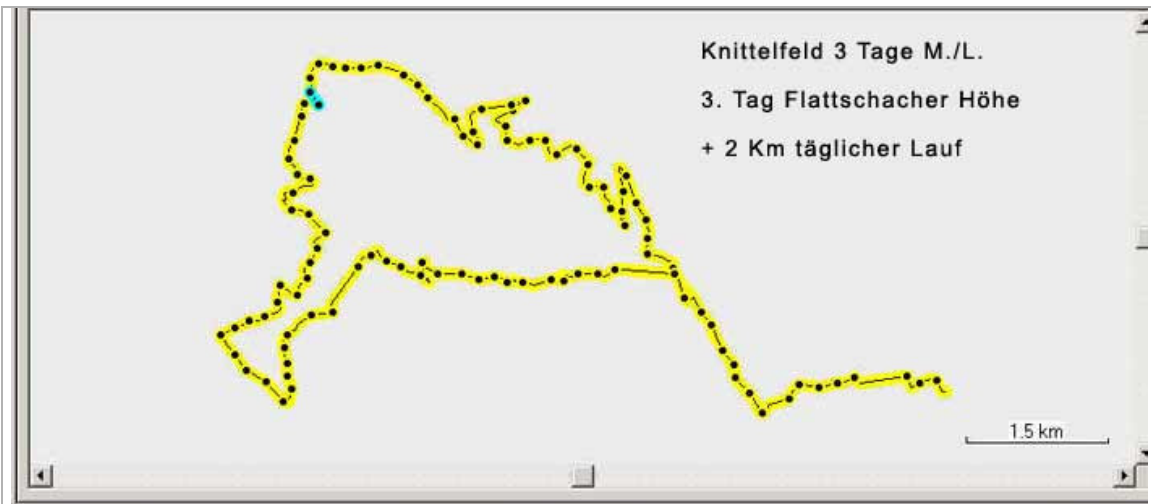 Knittelfeld 3 Tage M./L.
3. Tag Flattschacher Höhe
+ 2 Km täglicher Lauf
1.5 km